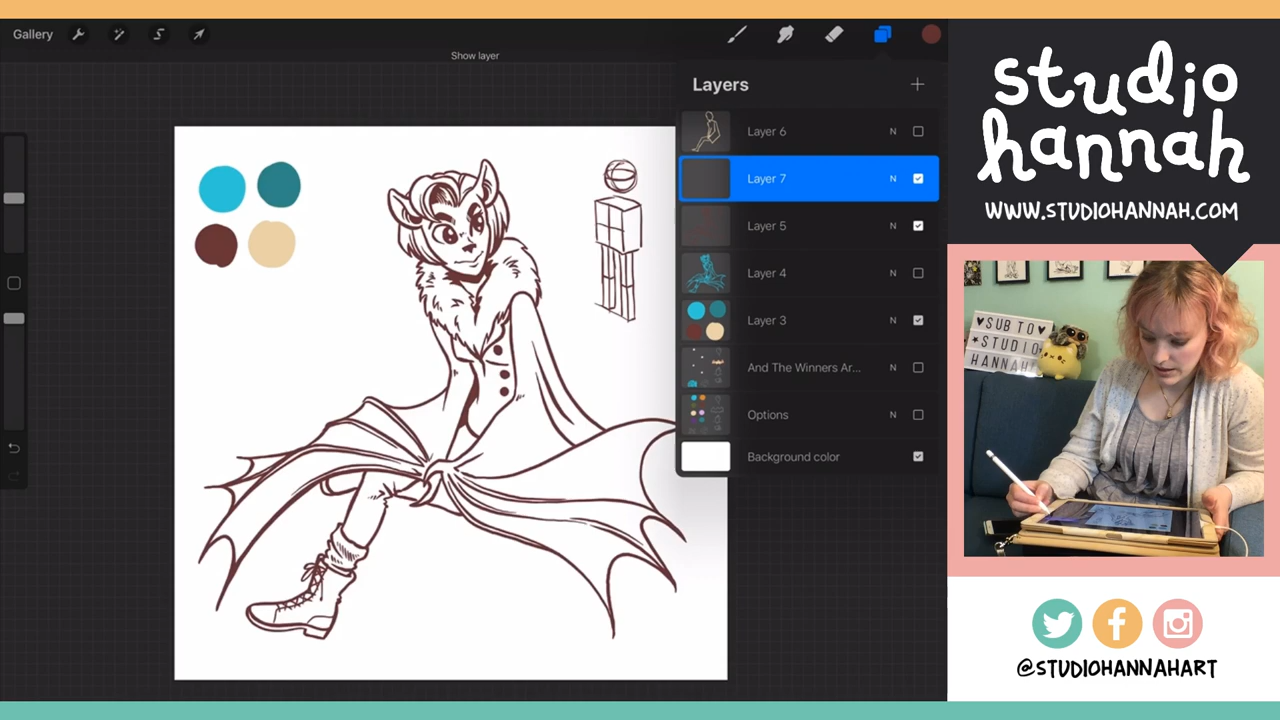 Gallery
Show layer
Layers
Layer 6 N
Layer 7 N
Layer 5 N
Layer 4 N
Layer 3 N
And The Winners Ar... N
Options N
Background color
studio
hannah
WWW.STUDIOHANNAH.COM
SUB TO
STUDIO
HANNAH
@STUDIOHANNAHART